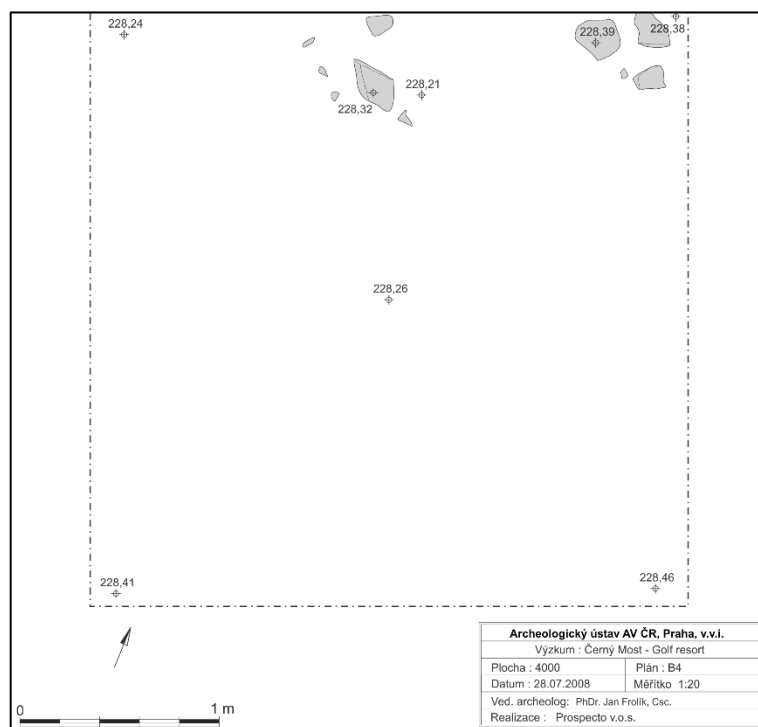 228,24
228,39
228,38
228,21
228,32
228,26
228,41
228,46
0
1 m
Archeologický ústav AV ČR, Praha, v.v.i.
Výzkum : Černý Most - Golf resort
Plocha : 4000 Plán : B4
Datum : 28.07.2008 Měřítko 1:20
Ved. archeolog: PhDr. Jan Frolík, Csc.
Realizace : Prospecto v.o.s.